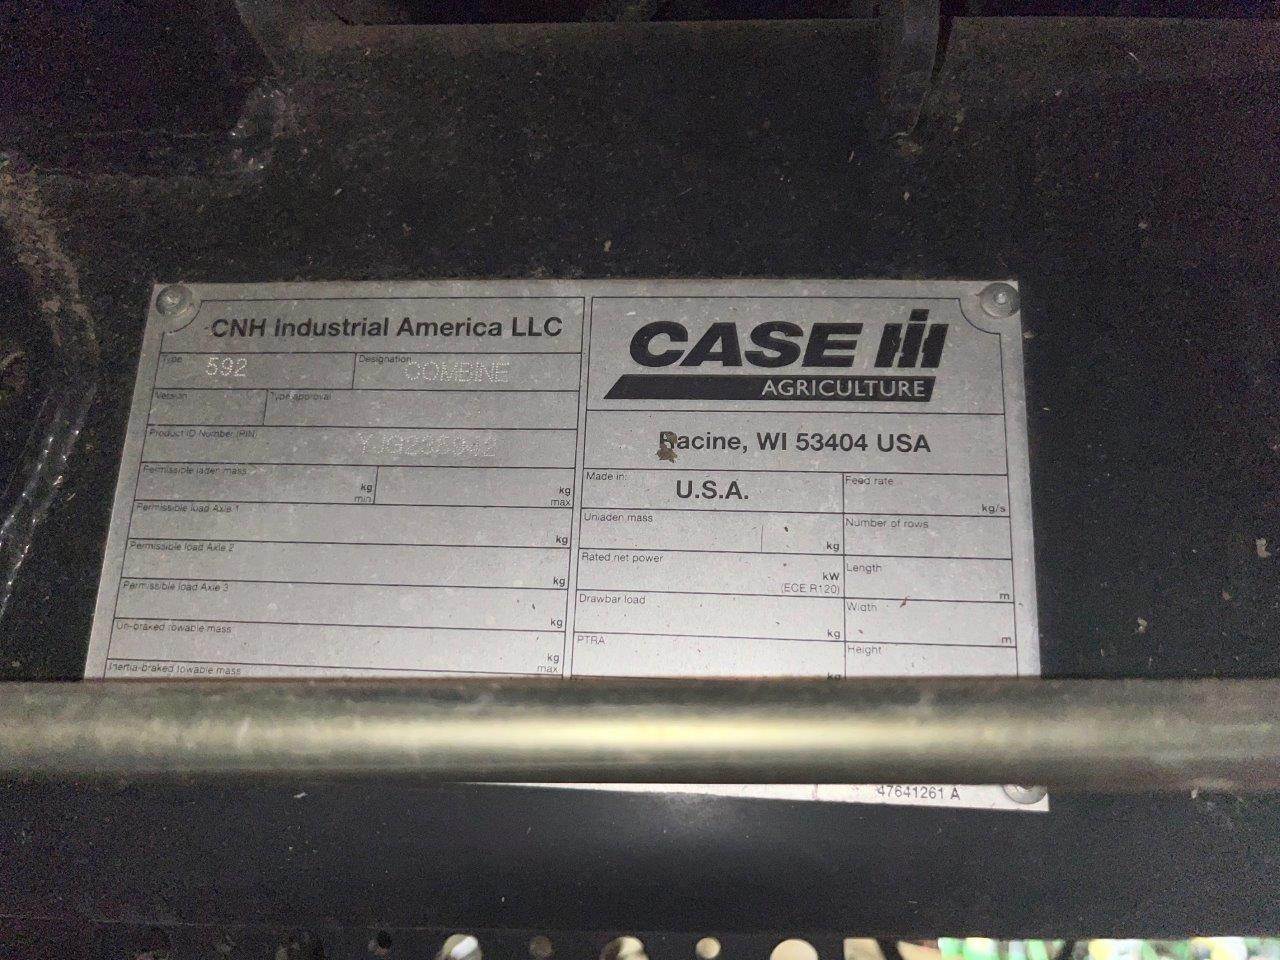 CNH Industrial America LLC
Type 592
Designation COMBINE
Version
Type approval
Product ID Number (PIN)
Permissible laden mass
kg min
kg max
Permissible load Axle 1
kg
Permissible load Axle 2
kg
Permissible load Axle 3
kg
Un-braked towable mass
kg max
Inertia-braked towable mass
CASE IH
AGRICULTURE
Racine, WI 53404 USA
Made in:
U.S.A.
Feed rate
kg/s
Unladen mass
kg
Number of rows
Rated net power
kW
(ECE R120)
Length
m
Drawbar load
kg
Width
m
PTRA
kg
Height
47641261 A